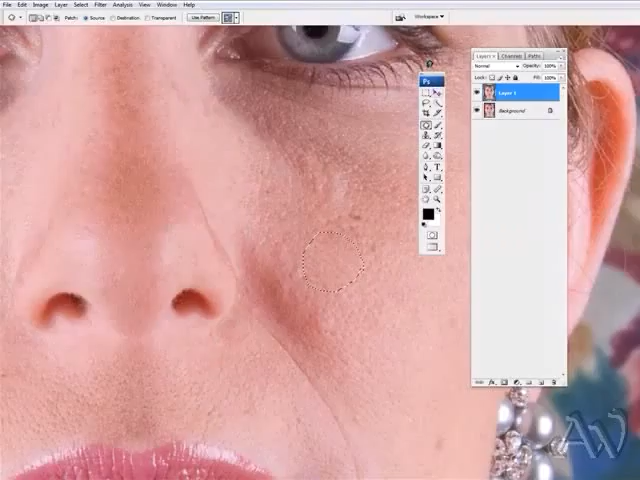 File Edit Image Layer Select Filter Analysis View Window Help
Patch: Source Destination Transparent Use Pattern Workspace
Layers × Channels Paths
Normal Opacity: 100%
Lock: Fill: 100%
Ps
Layer 1
Background
T
fx
AW